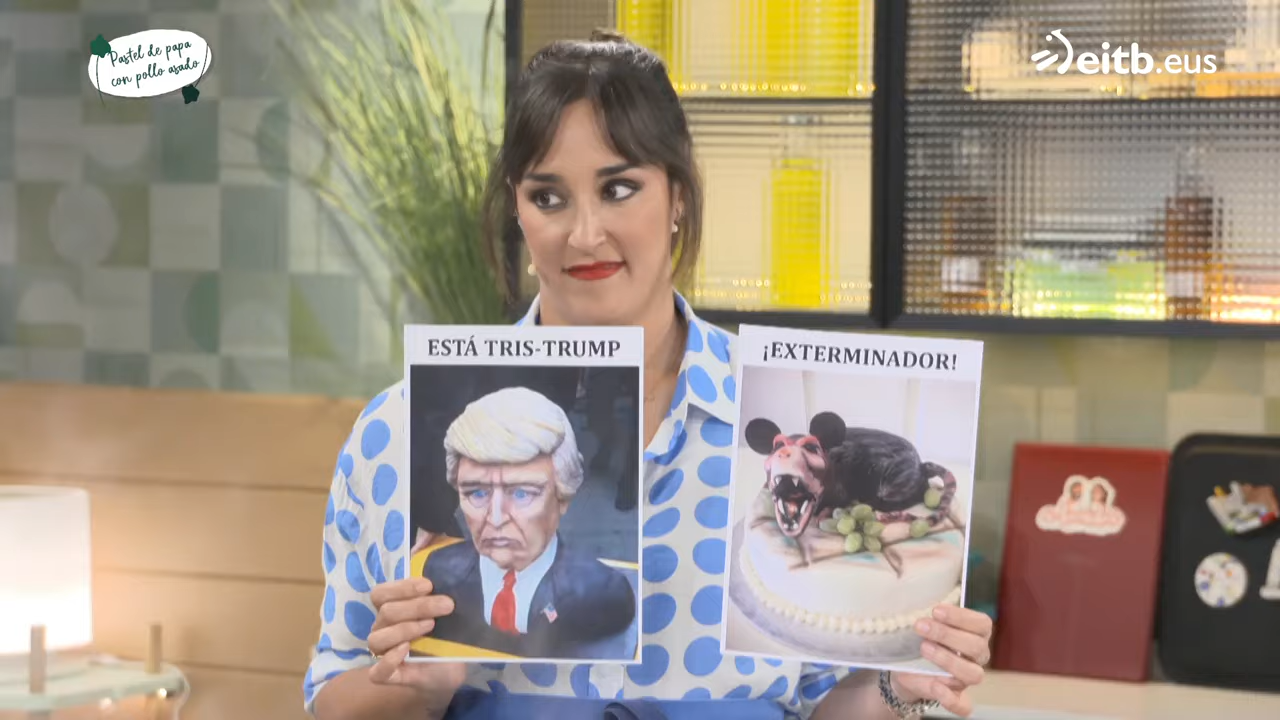 Pastel de papa
con pollo asado
eitb.eus
ESTÁ TRIS-TRUMP
¡EXTERMINADOR!